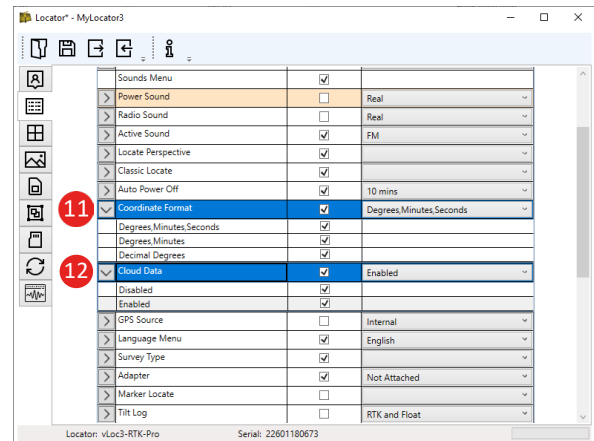 Locator* - MyLocator3
Sounds Menu
Power Sound Real
Radio Sound Real
Active Sound FM
Locate Perspective
Classic Locate
Auto Power Off 10 mins
11 Coordinate Format Degrees,Minutes,Seconds
Degrees,Minutes,Seconds
Degrees,Minutes
Decimal Degrees
12 Cloud Data Enabled
Disabled
Enabled
GPS Source Internal
Language Menu English
Survey Type
Adapter Not Attached
Marker Locate
Tilt Log RTK and Float
Locator: vLoc3-RTK-Pro Serial: 22601180673